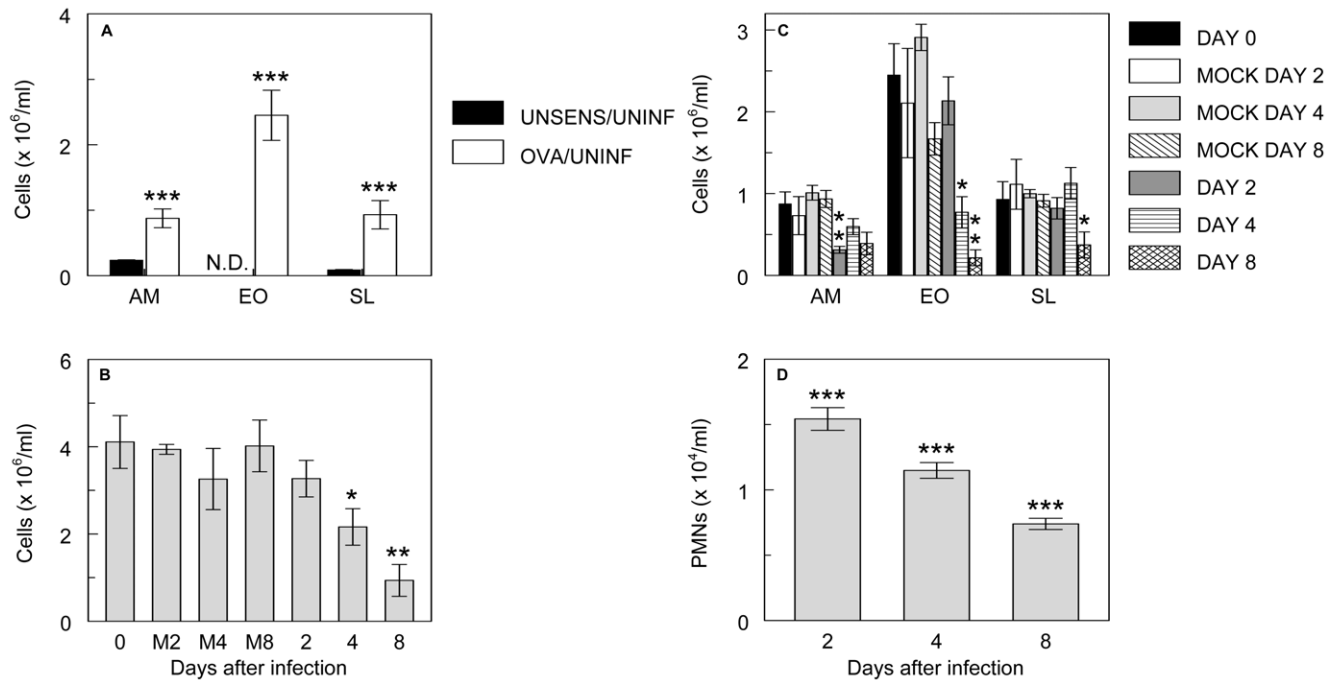 A
Cells (x 10⁶/ml)
4
2
0
***
***
***
N.D.
AM EO SL
UNSENS/UNINF
OVA/UNINF
C
Cells (x 10⁶/ml)
3
2
1
0
**
*
**
*
AM EO SL
DAY 0
MOCK DAY 2
MOCK DAY 4
MOCK DAY 8
DAY 2
DAY 4
DAY 8
B
Cells (x 10⁶/ml)
6
4
2
0
*
**
0 M2 M4 M8 2 4 8
Days after infection
D
PMNs (x 10⁴/ml)
2
1
0
***
***
***
2 4 8
Days after infection